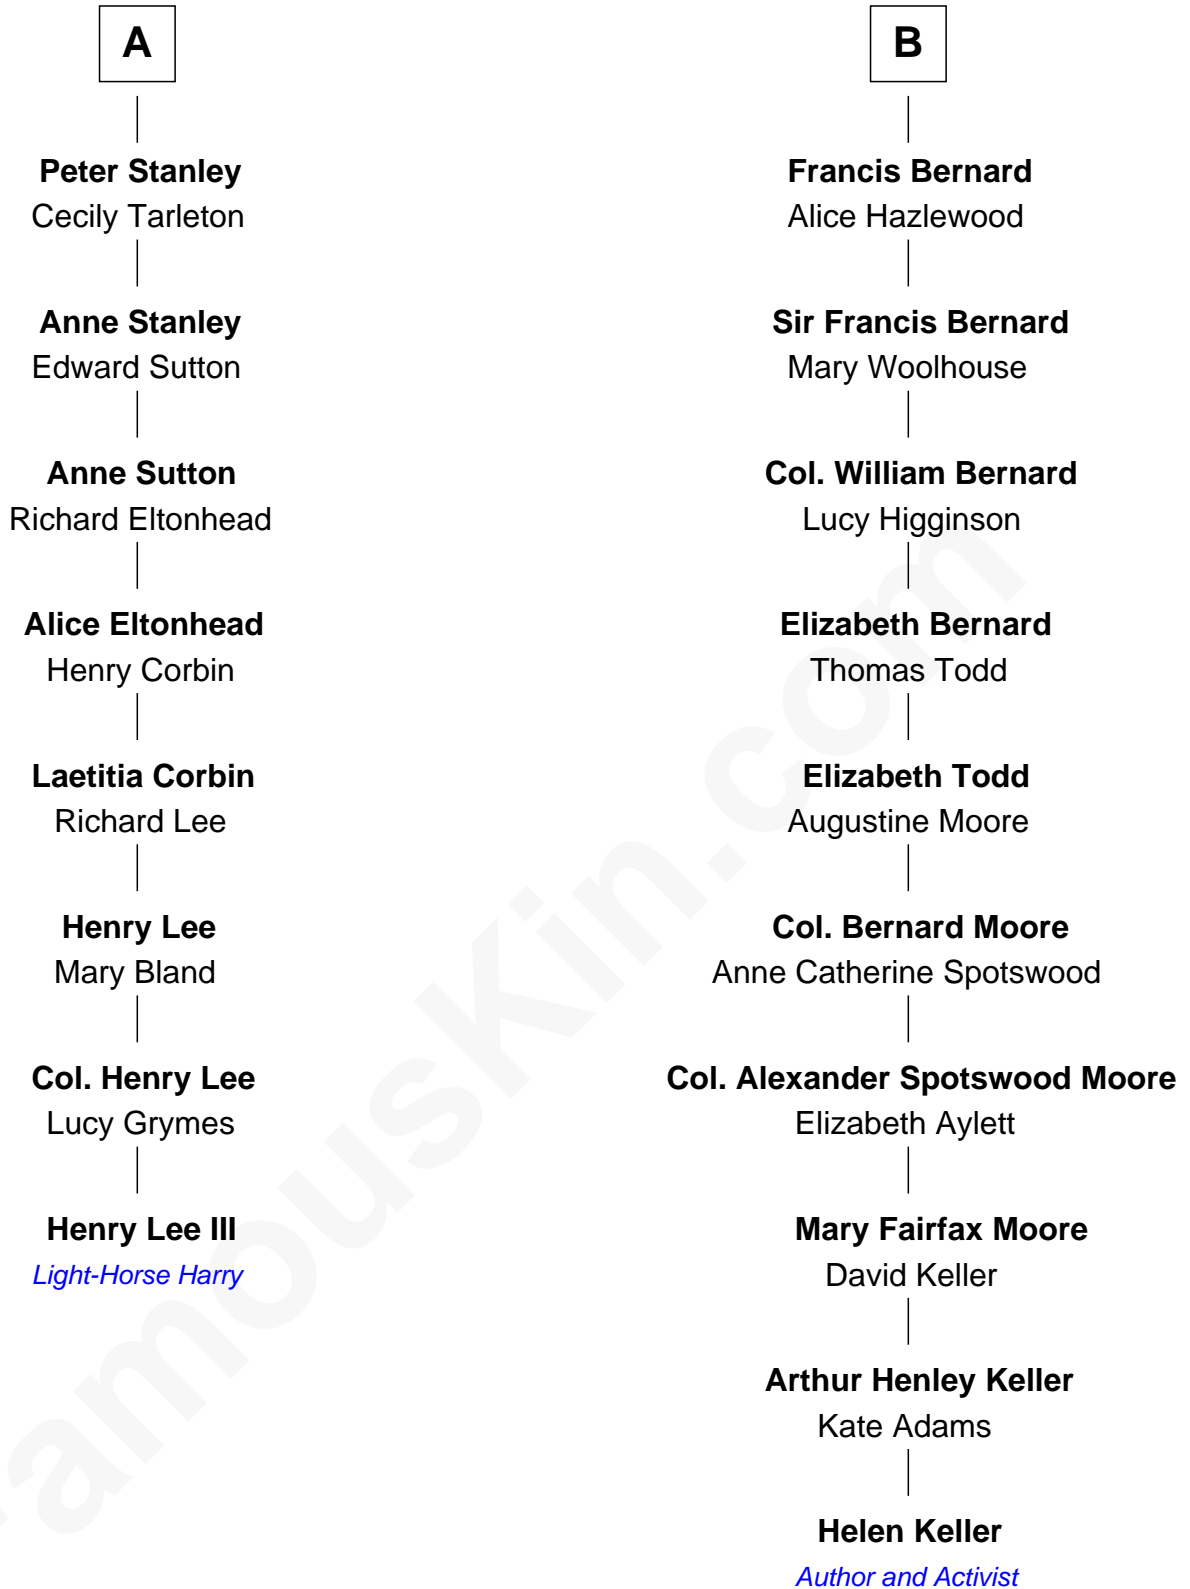 A
Peter Stanley
Cecily Tarleton
Anne Stanley
Edward Sutton
Anne Sutton
Richard Eltonhead
Alice Eltonhead
Henry Corbin
Laetitia Corbin
Richard Lee
Henry Lee
Mary Bland
Col. Henry Lee
Lucy Grymes
Henry Lee III
Light-Horse Harry
B
Francis Bernard
Alice Hazlewood
Sir Francis Bernard
Mary Woolhouse
Col. William Bernard
Lucy Higginson
Elizabeth Bernard
Thomas Todd
Elizabeth Todd
Augustine Moore
Col. Bernard Moore
Anne Catherine Spotswood
Col. Alexander Spotswood Moore
Elizabeth Aylett
Mary Fairfax Moore
David Keller
Arthur Henley Keller
Kate Adams
Helen Keller
Author and Activist
amousKin.com